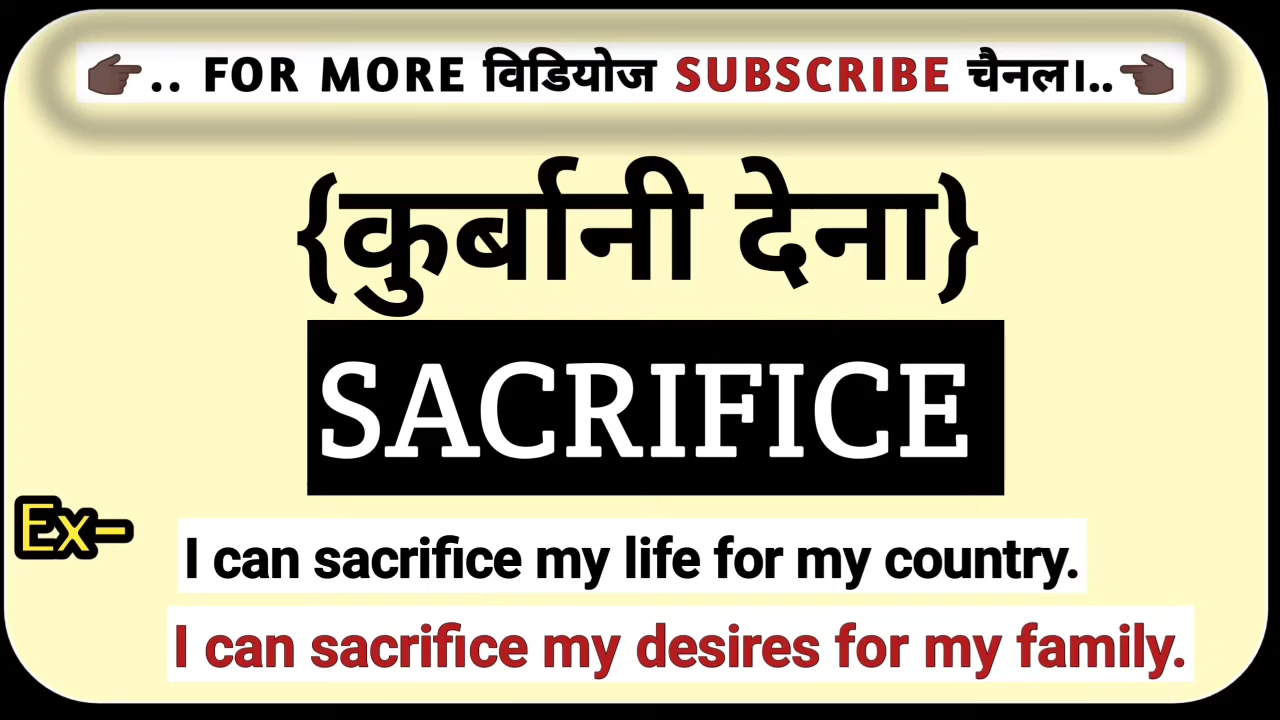 .. FOR MORE विडियोज SUBSCRIBE चैनल।..
{कुर्बानी देना}
SACRIFICE
Ex-
I can sacrifice my life for my country.
I can sacrifice my desires for my family.